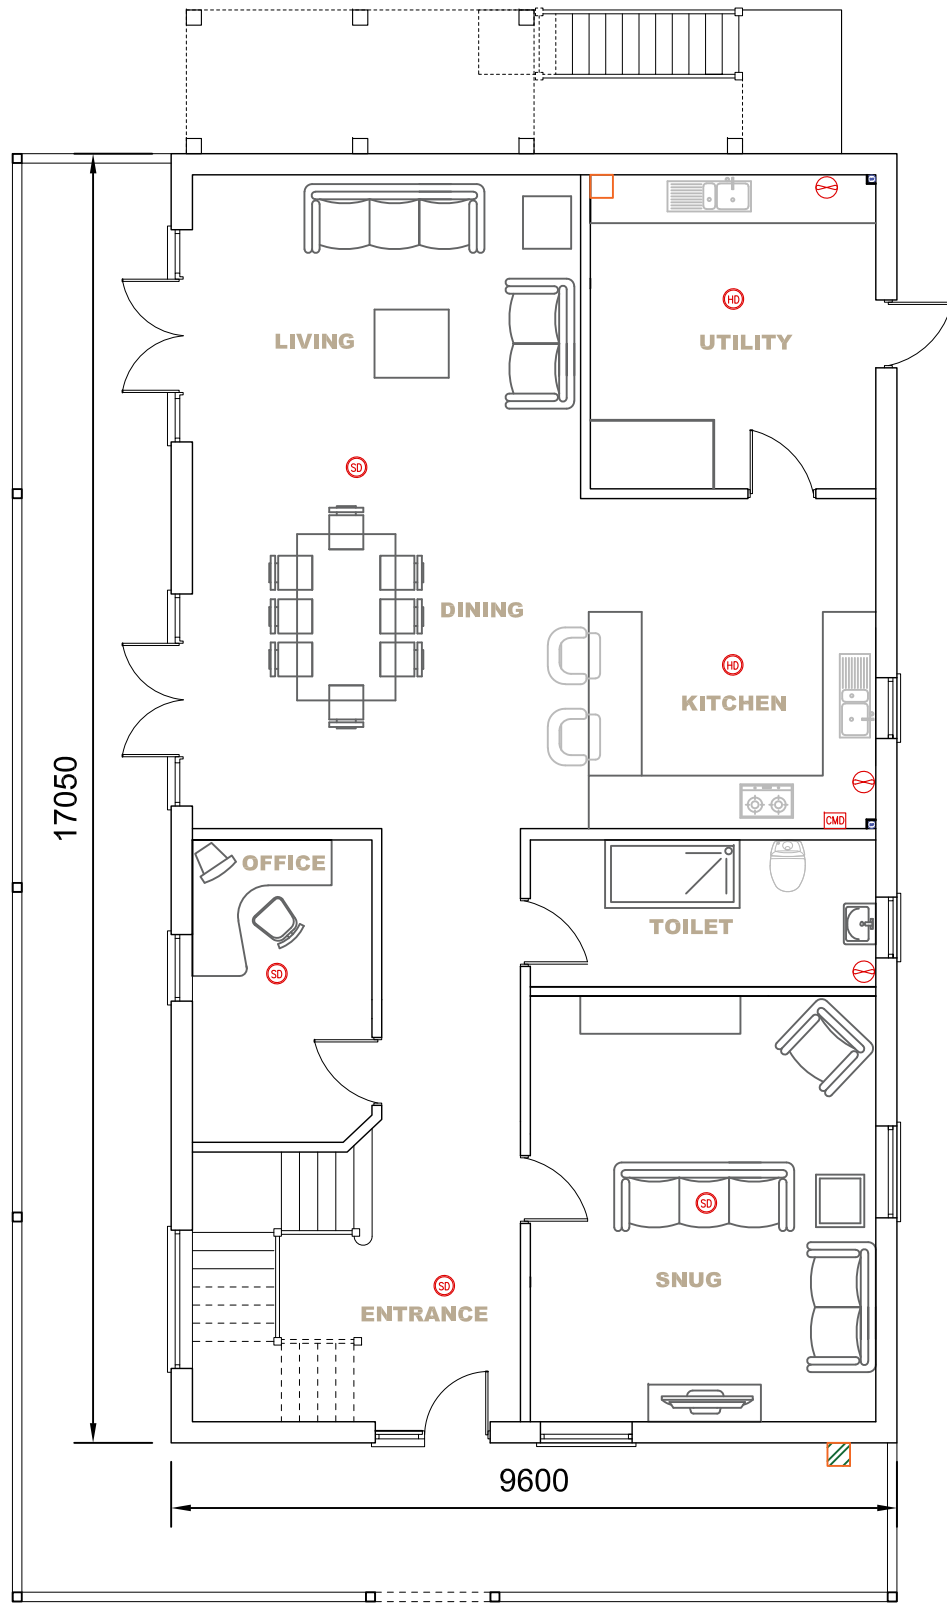 HD
LIVING
UTILITY
SD
DINING
HD
KITCHEN
17050
CMD
OFFICE
TOILET
SD
SD
SNUG
SD
ENTRANCE
9600